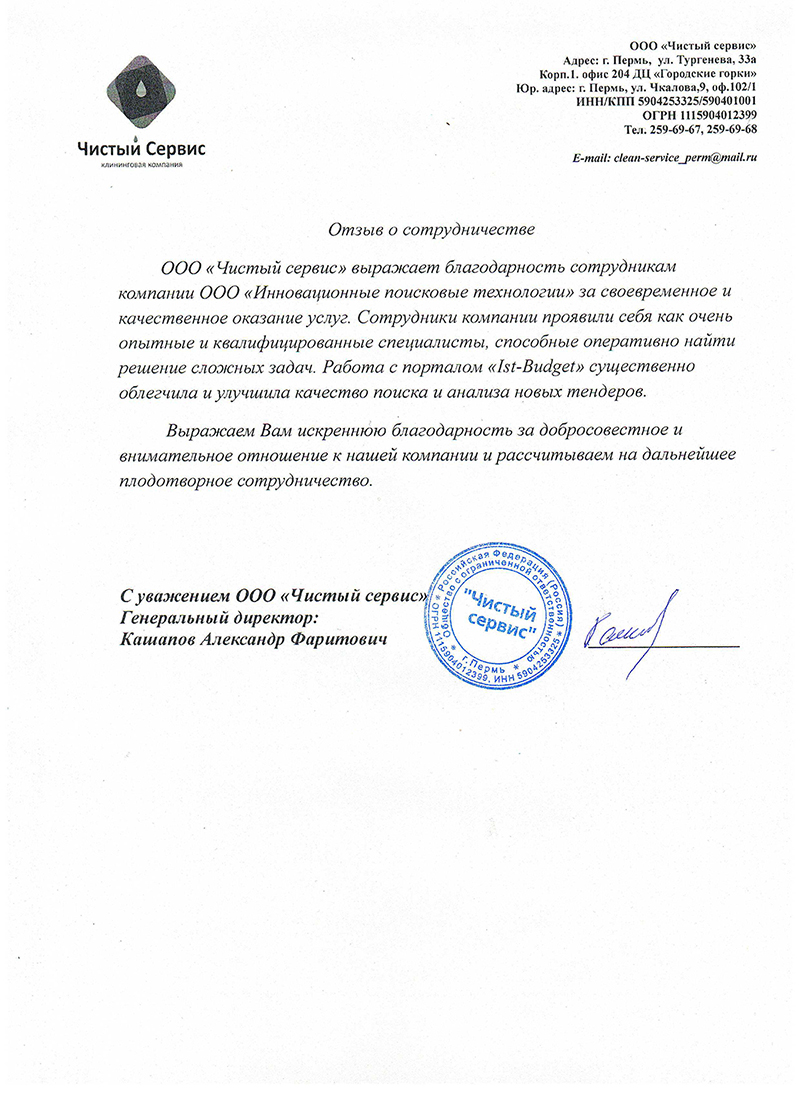 Чистый Сервис
клининговая компания
ООО «Чистый сервис»
Адрес: г. Пермь, ул. Тургенева, 33а
Корп.1. офис 204 ДЦ «Городские горки»
Юр. адрес: г. Пермь, ул. Чкалова,9, оф.102/1
ИНН/КПП 5904253325/590401001
ОГРН 1115904012399
Тел. 259-69-67, 259-69-68
E-mail: clean-service_perm@mail.ru
Отзыв о сотрудничестве
ООО «Чистый сервис» выражает благодарность сотрудникам
компании ООО «Инновационные поисковые технологии» за своевременное и
качественное оказание услуг. Сотрудники компании проявили себя как очень
опытные и квалифицированные специалисты, способные оперативно найти
решение сложных задач. Работа с порталом «Ist-Budget» существенно
облегчила и улучшила качество поиска и анализа новых тендеров.
Выражаем Вам искреннюю благодарность за добросовестное и
внимательное отношение к нашей компании и рассчитываем на дальнейшее
плодотворное сотрудничество.
С уважением ООО «Чистый сервис»
Генеральный директор:
Кашапов Александр Фаритович
* Российская Федерация (Россия) *
ОГРН 1115904012399, ИНН 5904253325
Общество с ограниченной ответственностью
* г.Пермь *
"Чистый
сервис"